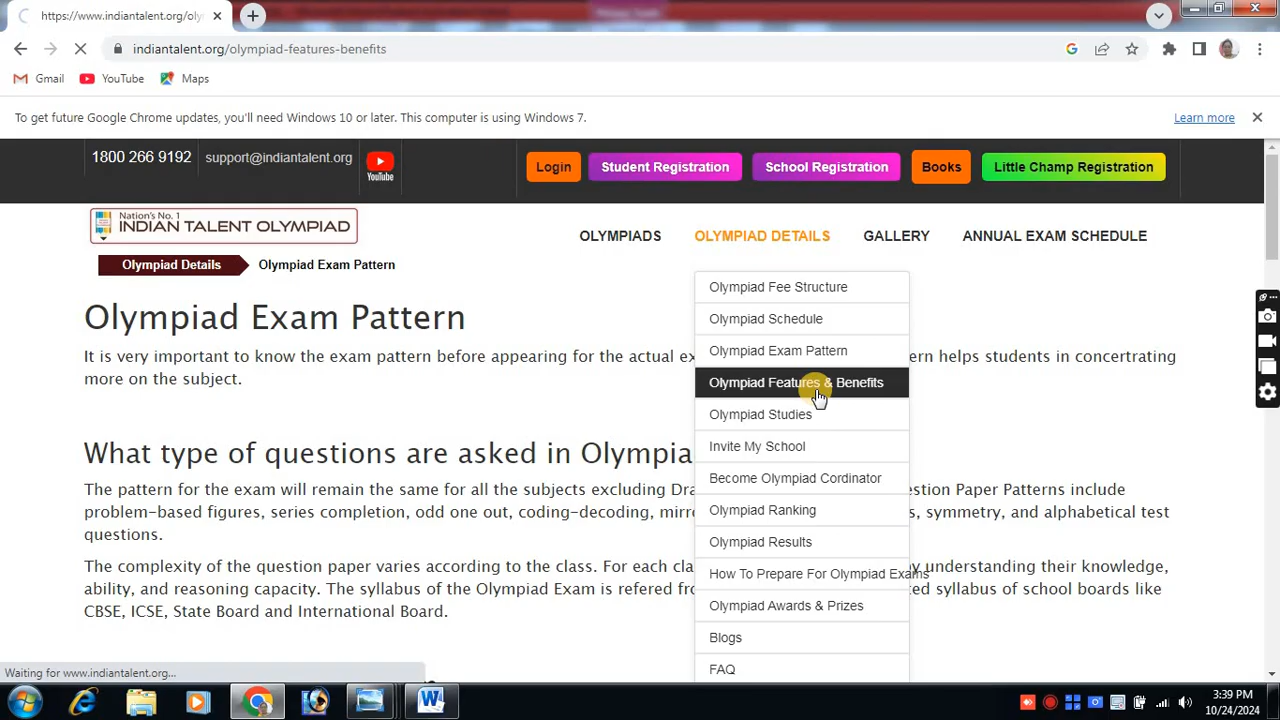 https://www.indiantalent.org/oly
indiantalent.org/olympiad-features-benefits
Gmail
YouTube
Maps
To get future Google Chrome updates, you'll need Windows 10 or later. This computer is using Windows 7.
Learn more
1800 266 9192
support@indiantalent.org
YouTube
Login
Student Registration
School Registration
Books
Little Champ Registration
Nation's No. 1
INDIAN TALENT OLYMPIAD
OLYMPIADS
OLYMPIAD DETAILS
GALLERY
ANNUAL EXAM SCHEDULE
Olympiad Details
Olympiad Exam Pattern
Olympiad Fee Structure
Olympiad Schedule
Olympiad Exam Pattern
Olympiad Features & Benefits
Olympiad Studies
Invite My School
Become Olympiad Cordinator
Olympiad Ranking
Olympiad Results
How To Prepare For Olympiad Exams
Olympiad Awards & Prizes
Blogs
FAQ
Olympiad Exam Pattern
It is very important to know the exam pattern before appearing for the actual ex ern helps students in concertrating
more on the subject.
What type of questions are asked in Olympia
The pattern for the exam will remain the same for all the subjects excluding Dra estion Paper Patterns include
problem-based figures, series completion, odd one out, coding-decoding, mirro s, symmetry, and alphabetical test
questions.
The complexity of the question paper varies according to the class. For each cla y understanding their knowledge,
ability, and reasoning capacity. The syllabus of the Olympiad Exam is refered from ed syllabus of school boards like
CBSE, ICSE, State Board and International Board.
Waiting for www.indiantalent.org...
3:39 PM
10/24/2024